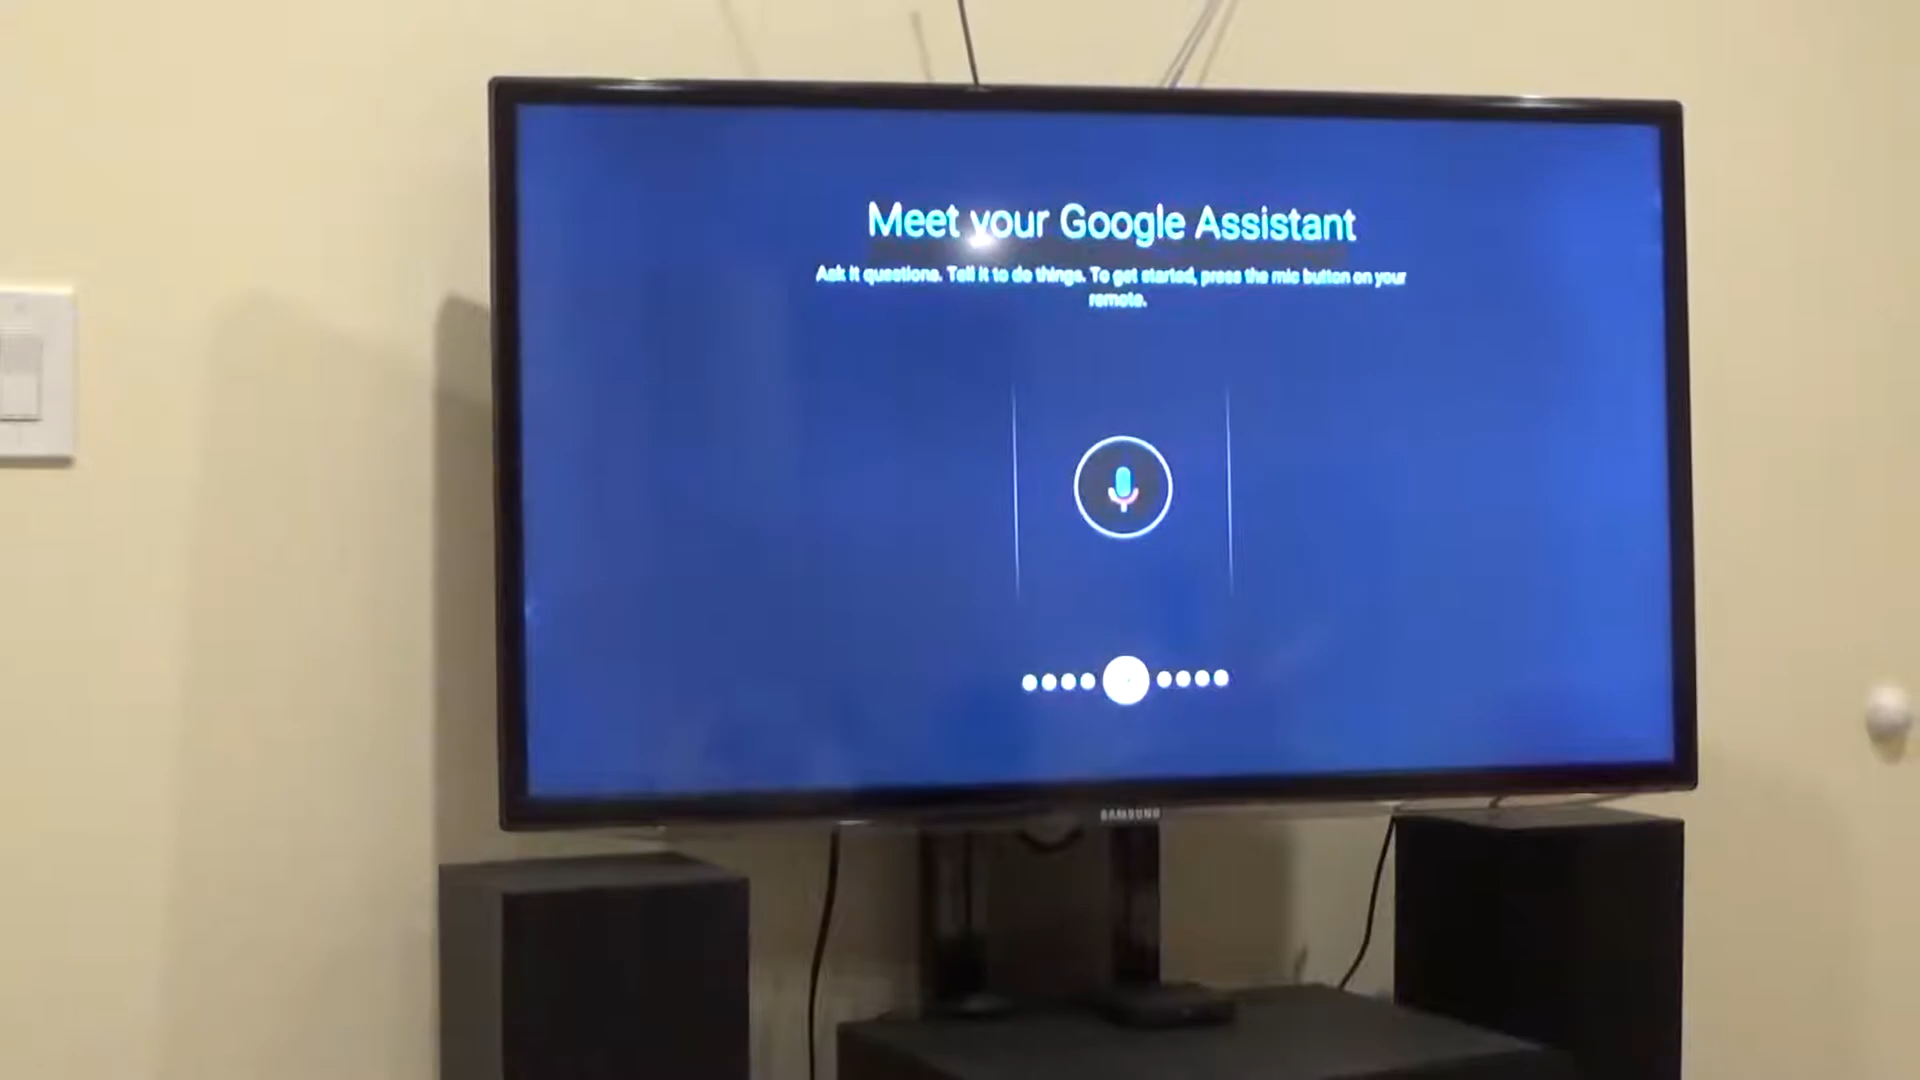 Meet your Google Assistant
Ask it questions. Tell it to do things. To get started, press the mic button on your
remote.
SAMSUNG